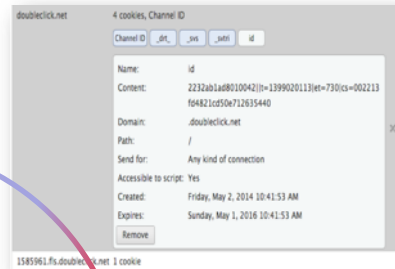 doubleclick.net 4 cookies, Channel ID
Channel ID _drt_ _svs _svtri id
Name: id
Content: 2232ab1ad8010042||t=1399020113|et=730|cs=002213
fd4821cd50e712635440
Domain: .doubleclick.net
Path: /
Send for: Any kind of connection
Accessible to script: Yes
Created: Friday, May 2, 2014 10:41:53 AM
Expires: Sunday, May 1, 2016 10:41:53 AM
Remove
1585961.fls.doubleclick.net 1 cookie